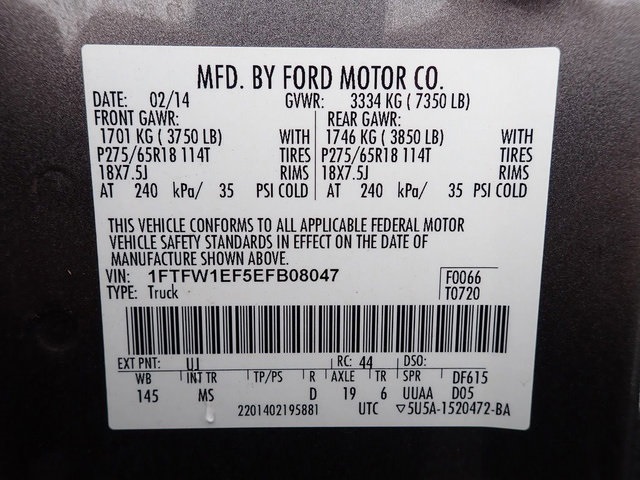 MFD. BY FORD MOTOR CO.
DATE: 02/14 GVWR: 3334 KG ( 7350 LB)
FRONT GAWR: REAR GAWR:
1701 KG ( 3750 LB) WITH 1746 KG ( 3850 LB) WITH
P275/65R18 114T TIRES P275/65R18 114T TIRES
18X7.5J RIMS 18X7.5J RIMS
AT 240 kPa/ 35 PSI COLD AT 240 kPa/ 35 PSI COLD
THIS VEHICLE CONFORMS TO ALL APPLICABLE FEDERAL MOTOR
VEHICLE SAFETY STANDARDS IN EFFECT ON THE DATE OF
MANUFACTURE SHOWN ABOVE.
VIN: 1FTFW1EF5EFB08047 F0066
TYPE: Truck T0720
EXT PNT: UJ RC: 44 DSO:
WB INT TR TP/PS R AXLE TR SPR DF615
145 MS D 19 6 UUAA D05
2201402195881 UTC ▽5U5A-1520472-BA